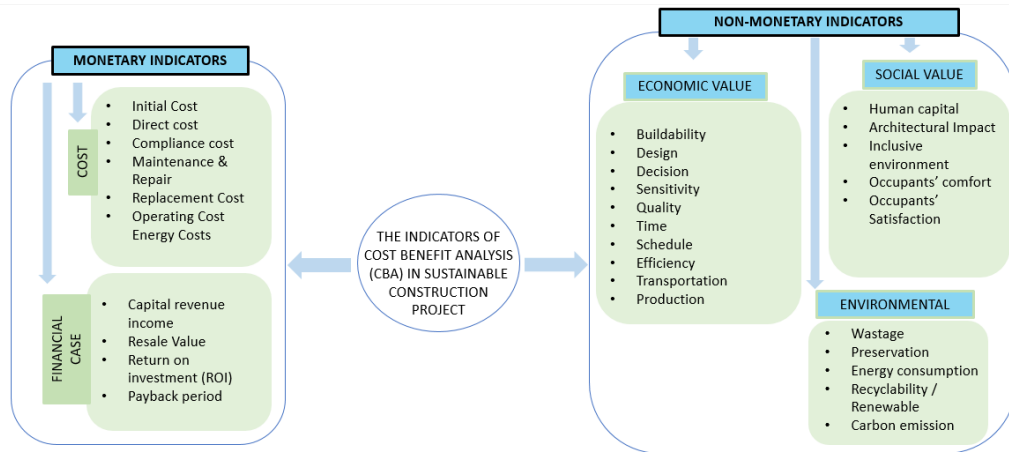 MONETARY INDICATORS
COST
• Initial Cost
• Direct cost
• Compliance cost
• Maintenance &
Repair
• Replacement Cost
• Operating Cost
Energy Costs
FINANCIAL
CASE
• Capital revenue
income
• Resale Value
• Return on
investment (ROI)
• Payback period
THE INDICATORS OF
COST BENEFIT ANALYSIS
(CBA) IN SUSTAINABLE
CONSTRUCTION
PROJECT
NON-MONETARY INDICATORS
ECONOMIC VALUE
• Buildability
• Design
• Decision
• Sensitivity
• Quality
• Time
• Schedule
• Efficiency
• Transportation
• Production
SOCIAL VALUE
• Human capital
• Architectural Impact
• Inclusive
environment
• Occupants’ comfort
• Occupants’
Satisfaction
ENVIRONMENTAL
• Wastage
• Preservation
• Energy consumption
• Recyclability /
Renewable
• Carbon emission